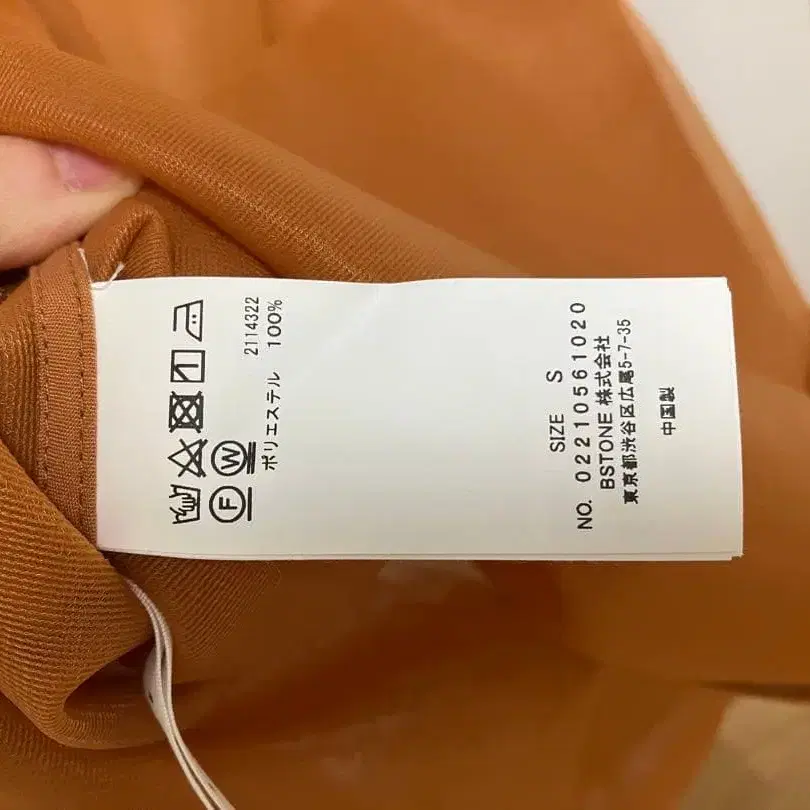 2114322
ポリエステル 100%
F
W
SIZE S
NO. 02210561020
BSTONE 株式会社
東京都渋谷区広尾5-7-35
中国製